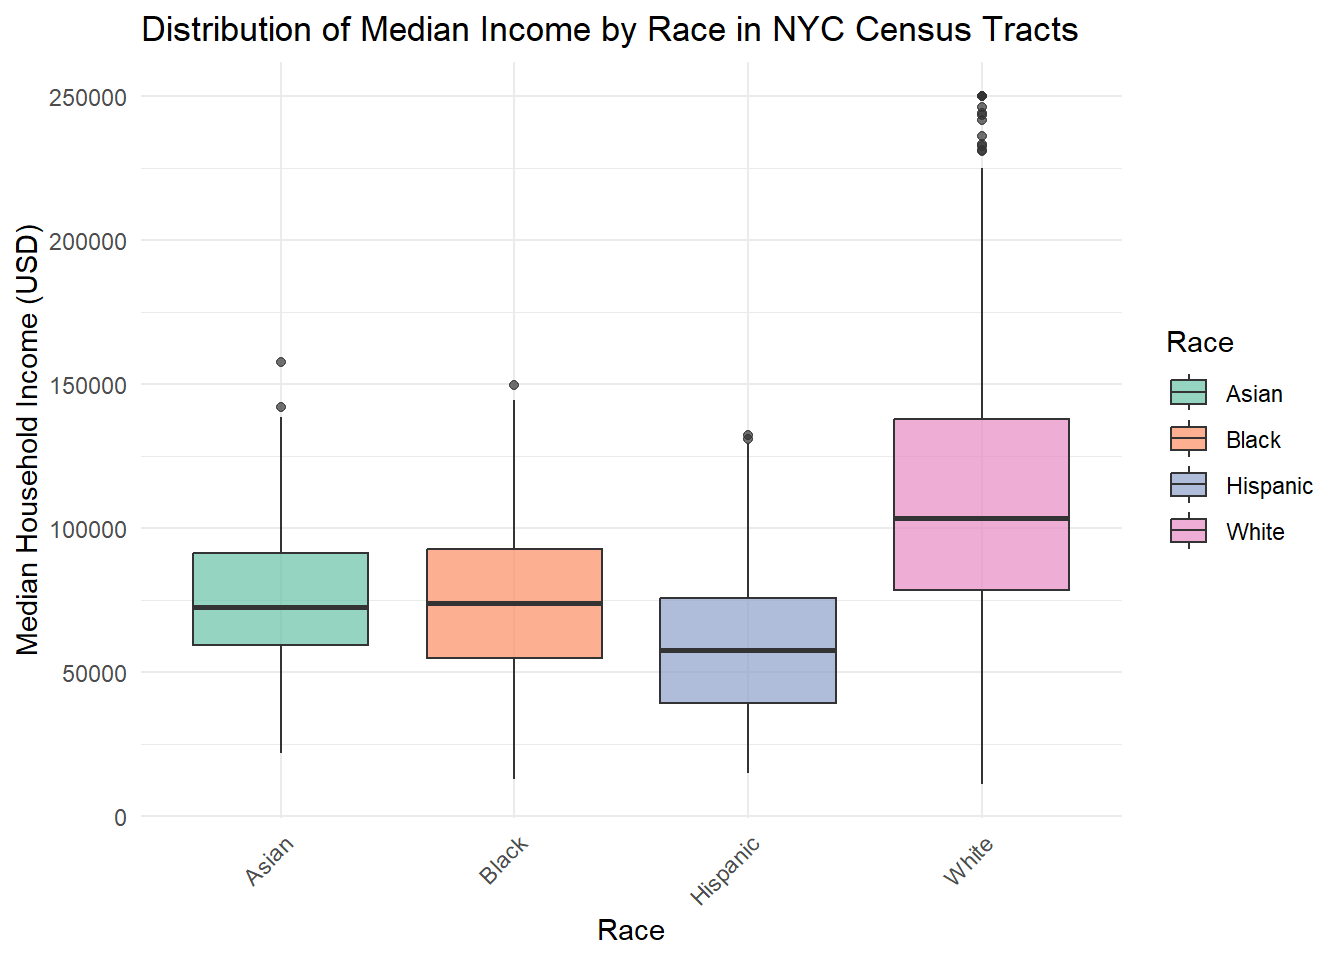 Distribution of Median Income by Race in NYC Census Tracts
Median Household Income (USD)
250000
200000
150000
100000
50000
0
Asian
Black
Hispanic
White
Race
Race
Asian
Black
Hispanic
White